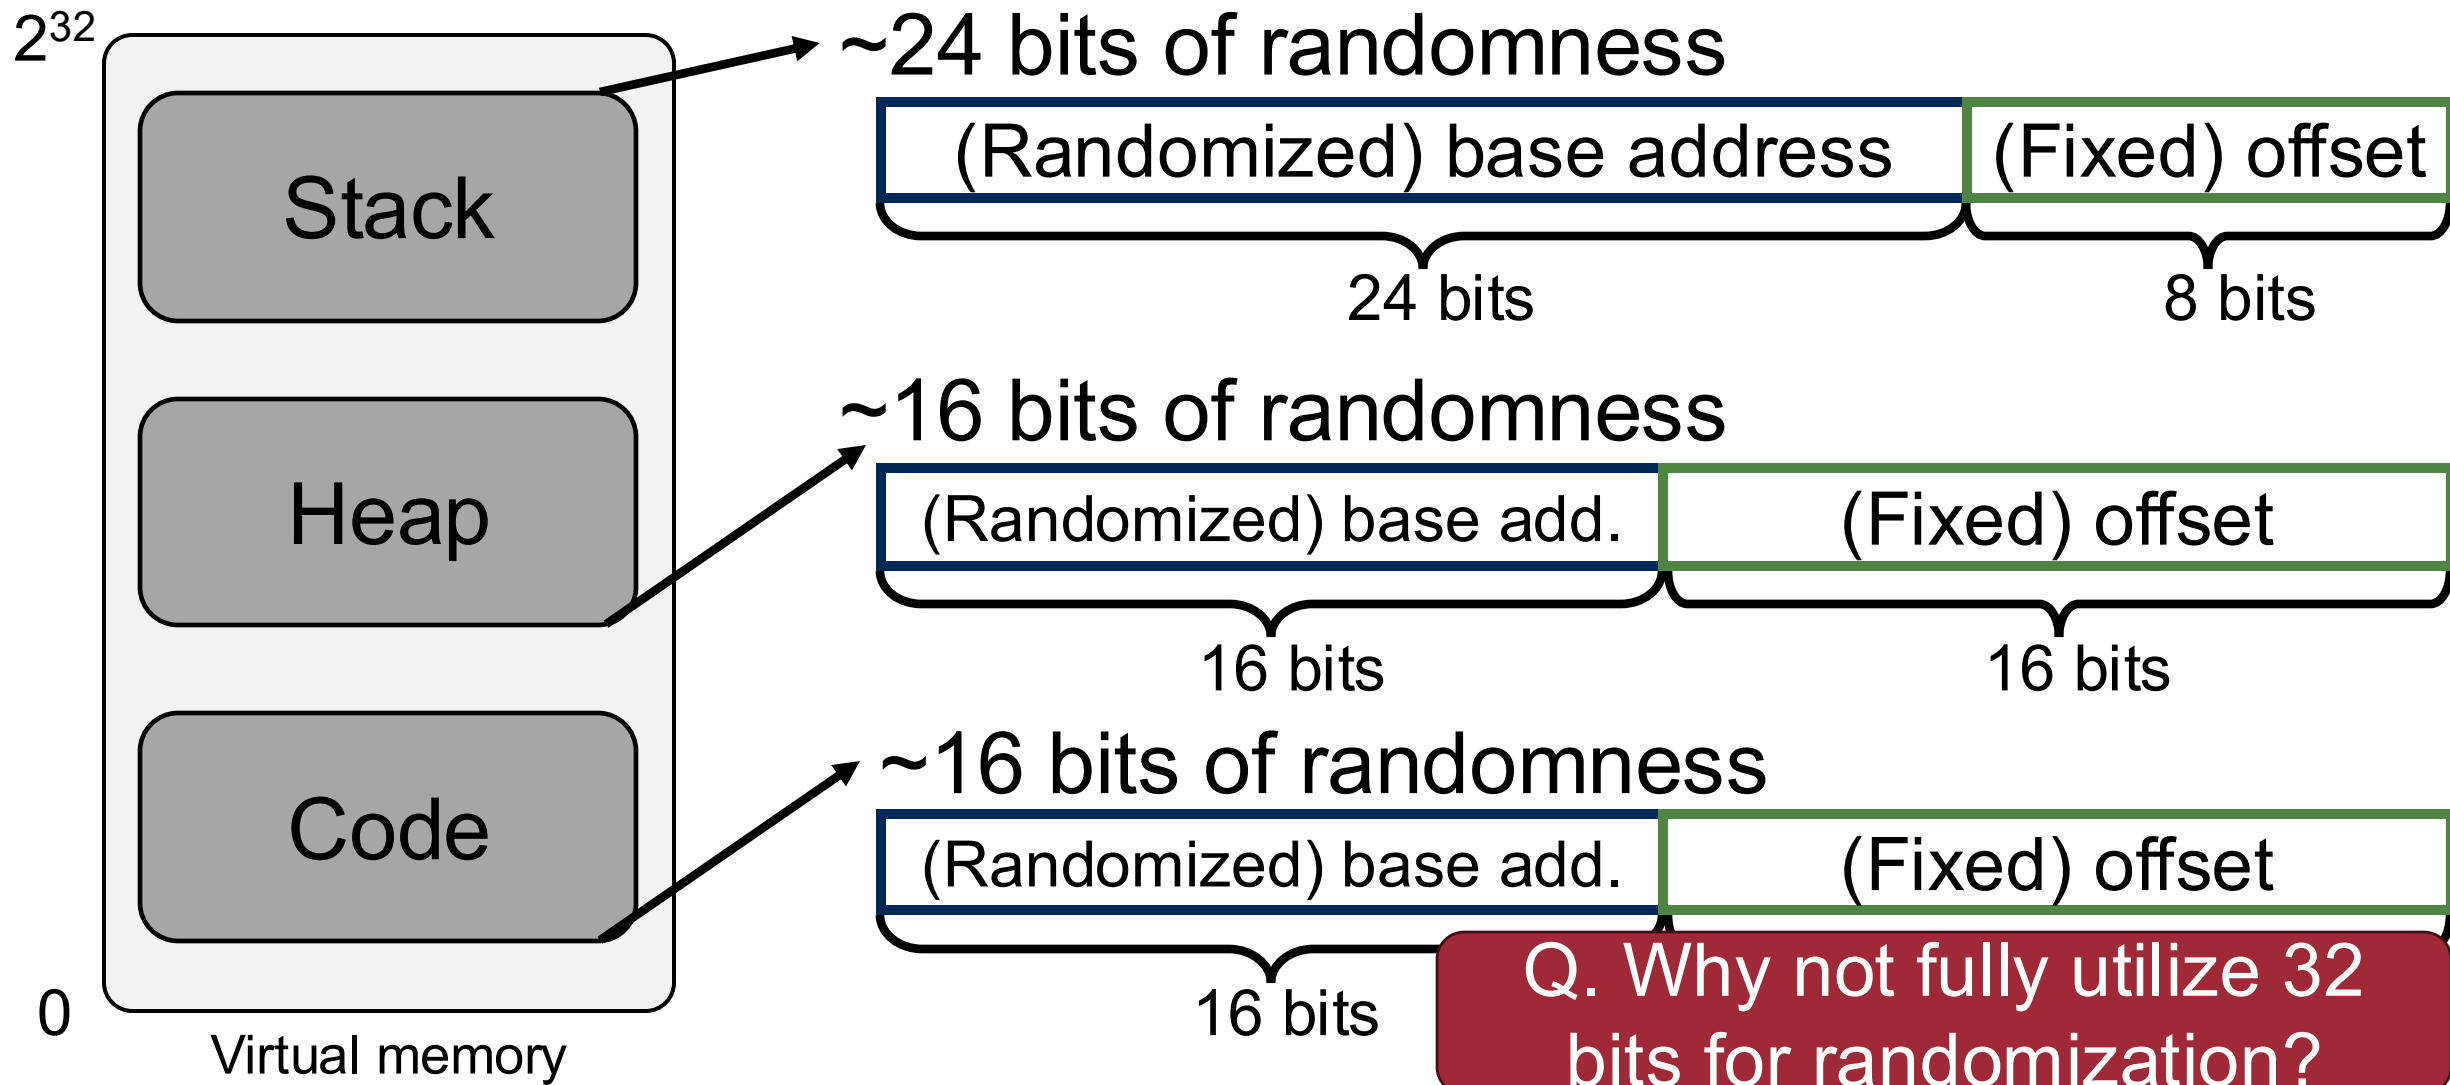 2³²
~24 bits of randomness
(Randomized) base address
(Fixed) offset
Stack
24 bits
8 bits
~16 bits of randomness
(Randomized) base add.
(Fixed) offset
Heap
16 bits
16 bits
~16 bits of randomness
(Randomized) base add.
(Fixed) offset
Code
16 bits
Q. Why not fully utilize 32
bits for randomization?
0
Virtual memory